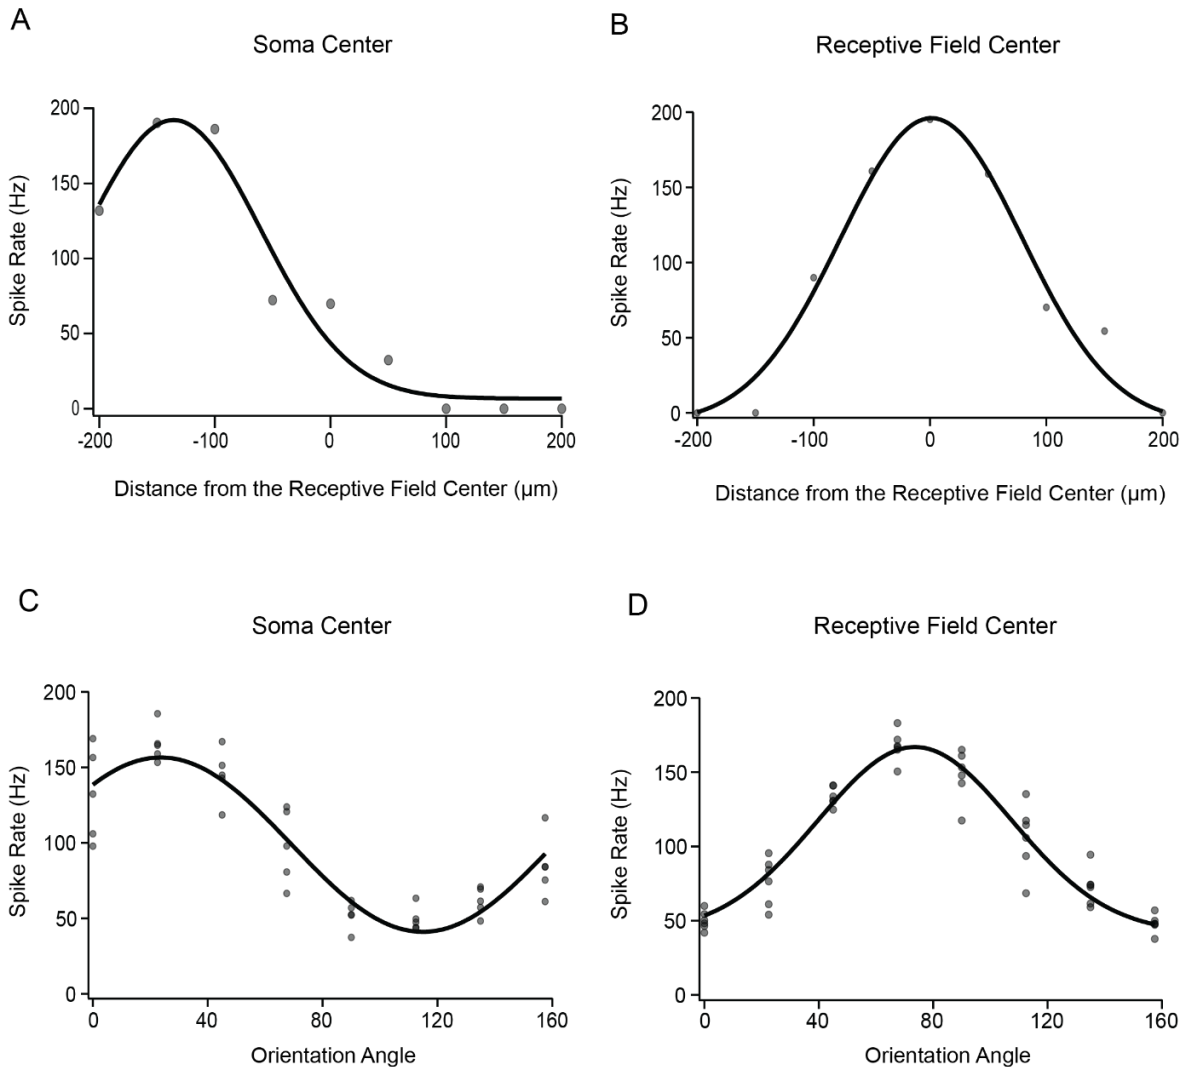 A
Soma Center
Spike Rate (Hz)
200
150
100
50
0
-200
-100
0
100
200
Distance from the Receptive Field Center (µm)
B
Receptive Field Center
Spike Rate (Hz)
200
150
100
50
0
-200
-100
0
100
200
Distance from the Receptive Field Center (µm)
C
Soma Center
Spike Rate (Hz)
200
150
100
50
0
0
40
80
120
160
Orientation Angle
D
Receptive Field Center
Spike Rate (Hz)
200
150
100
50
0
0
40
80
120
160
Orientation Angle